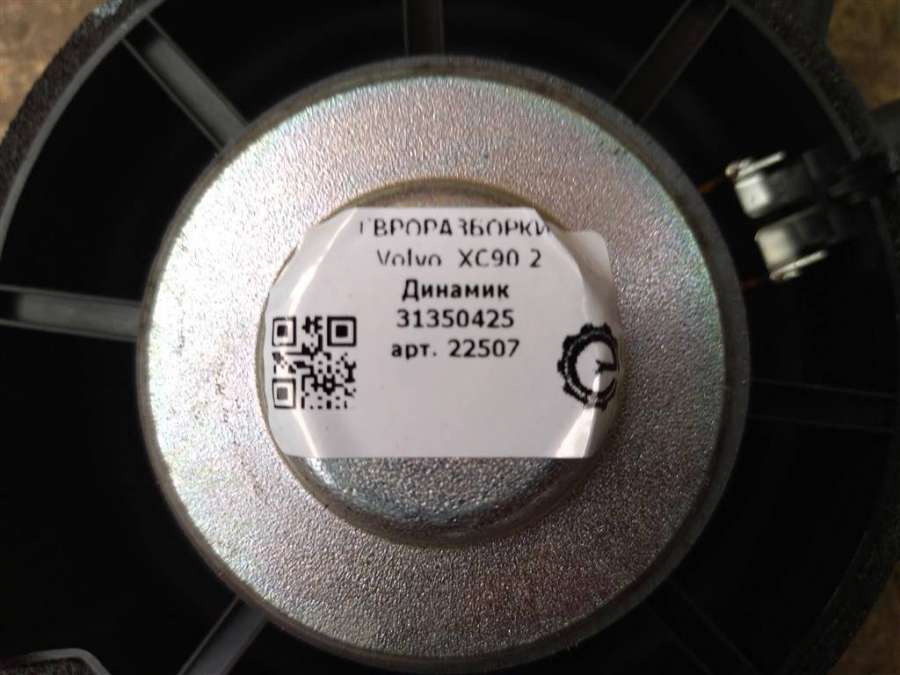 ЕВРОРАЗБОРКИ
Volvo XC90 2
Динамик
31350425
арт. 22507